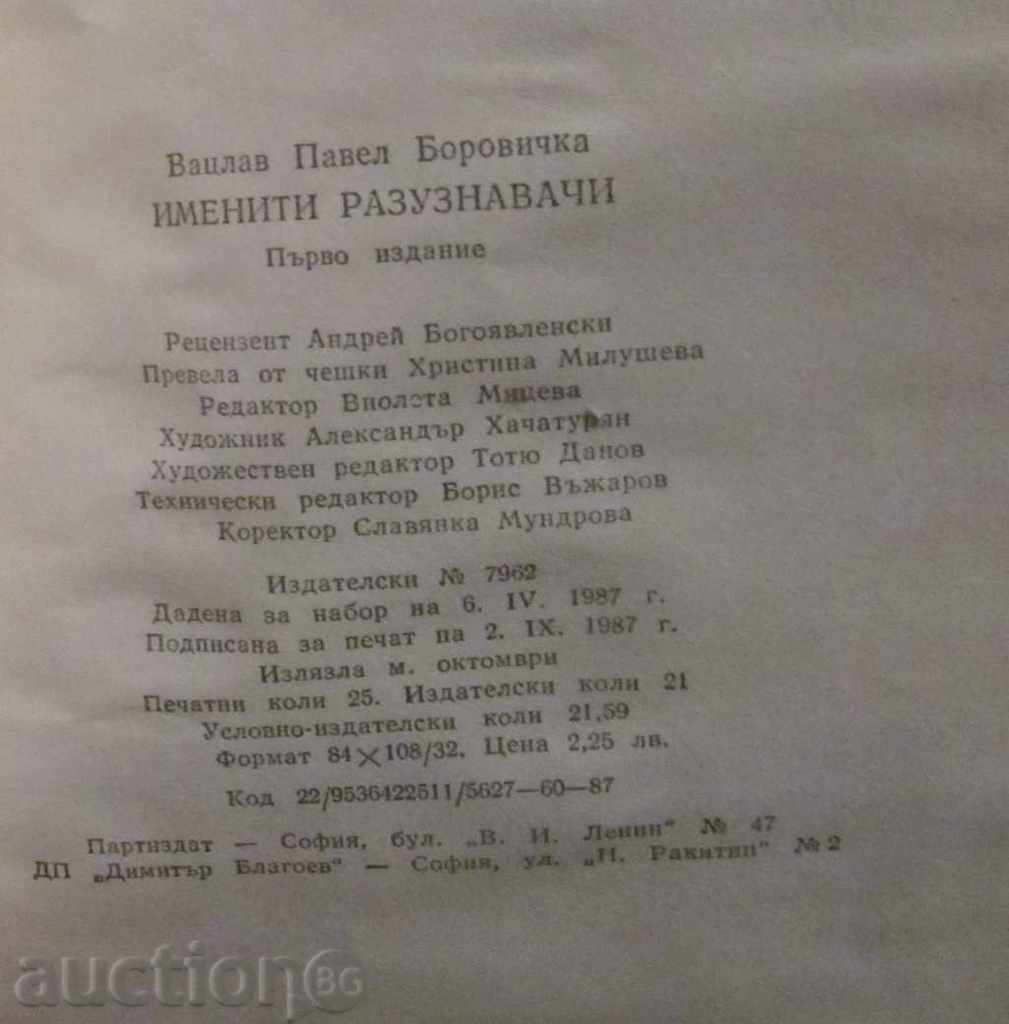 Вацлав Павел Боровичка
ИМЕНИТИ РАЗУЗНАВАЧИ
Първо издание
Рецензент Андрей Богоявленски
Превела от чешки Христина Милушева
Редактор Виолета Мицева
Художник Александър Хачатурян
Художествен редактор Тотю Данов
Технически редактор Борис Въжаров
Коректор Славянка Мундрова
Издателски № 7962
Дадена за набор на 6. IV. 1987 г.
Подписана за печат на 2. IX. 1987 г.
Излязла м. октомври
Печатни коли 25. Издателски коли 21
Условно-издателски коли 21,59
Формат 84×108/32. Цена 2,25 лв.
Код 22/9536422511/5627—60—87
Партиздат — София, бул. „В. И. Ленин“ № 47
ДП „Димитър Благоев“ — София, ул. „Н. Ракитин“ № 2
auction BG